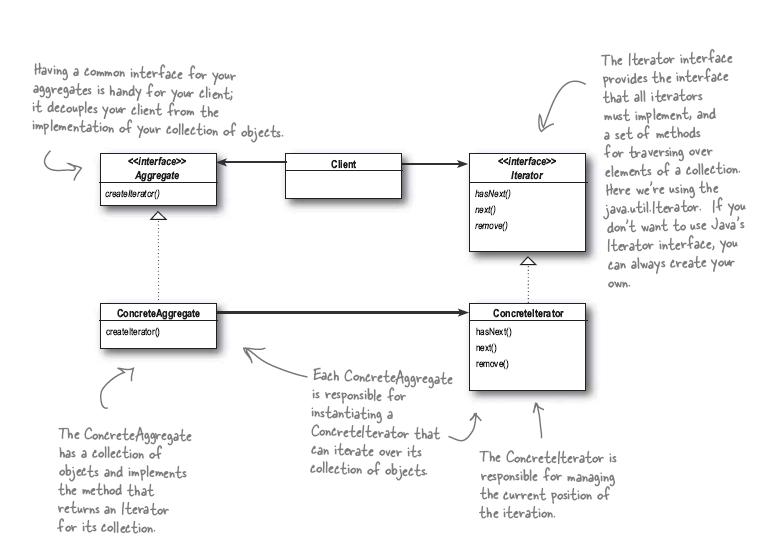 Having a common interface for your
aggregates is handy for your client;
it decouples your client from the
implementation of your collection of objects.
The Iterator interface
provides the interface
that all iterators
must implement, and
a set of methods
for traversing over
elements of a collection.
Here we're using the
java.util.Iterator. If you
don't want to use Java's
Iterator interface, you
can always create your
own.
<<interface>>
Aggregate
createIterator()
Client
<<interface>>
Iterator
hasNext()
next()
remove()
ConcreteAggregate
createIterator()
ConcreteIterator
hasNext()
next()
remove()
Each ConcreteAggregate
is responsible for
instantiating a
ConcreteIterator that
can iterate over its
collection of objects.
The ConcreteAggregate
has a collection of
objects and implements
the method that
returns an Iterator
for its collection.
The ConcreteIterator is
responsible for managing
the current position of
the iteration.